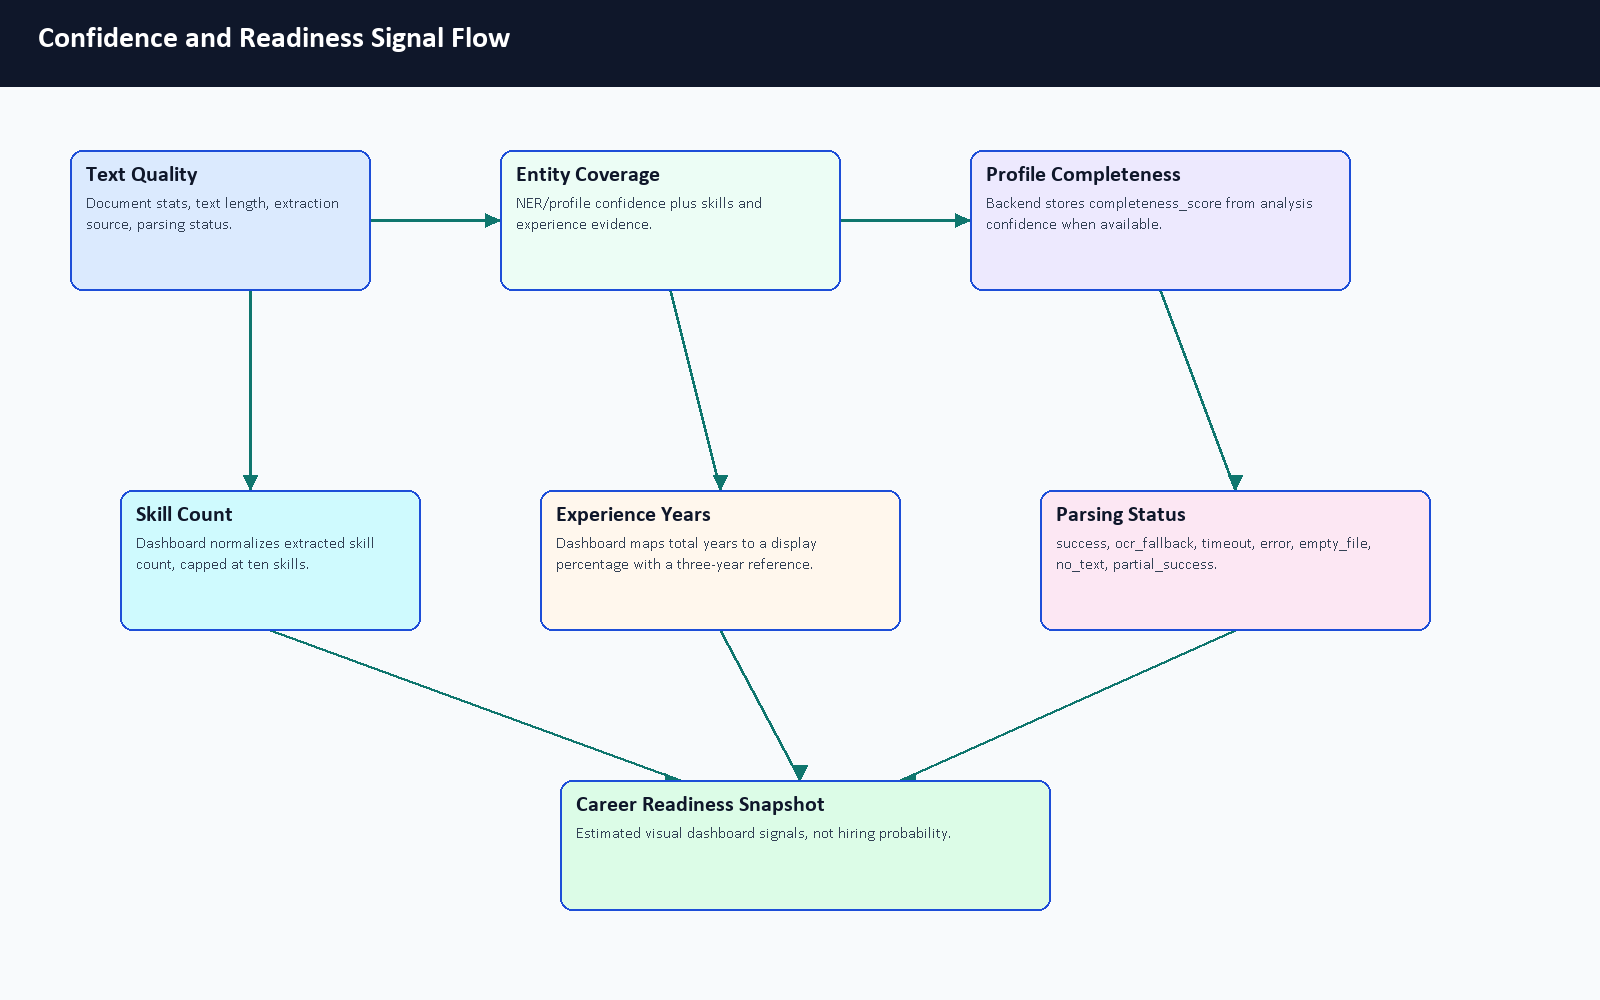 Confidence and Readiness Signal Flow
Text Quality
Document stats, text length, extraction
source, parsing status.
Entity Coverage
NER/profile confidence plus skills and
experience evidence.
Profile Completeness
Backend stores completeness_score from analysis
confidence when available.
Skill Count
Dashboard normalizes extracted skill
count, capped at ten skills.
Experience Years
Dashboard maps total years to a display
percentage with a three-year reference.
Parsing Status
success, ocr_fallback, timeout, error, empty_file,
no_text, partial_success.
Career Readiness Snapshot
Estimated visual dashboard signals, not hiring probability.